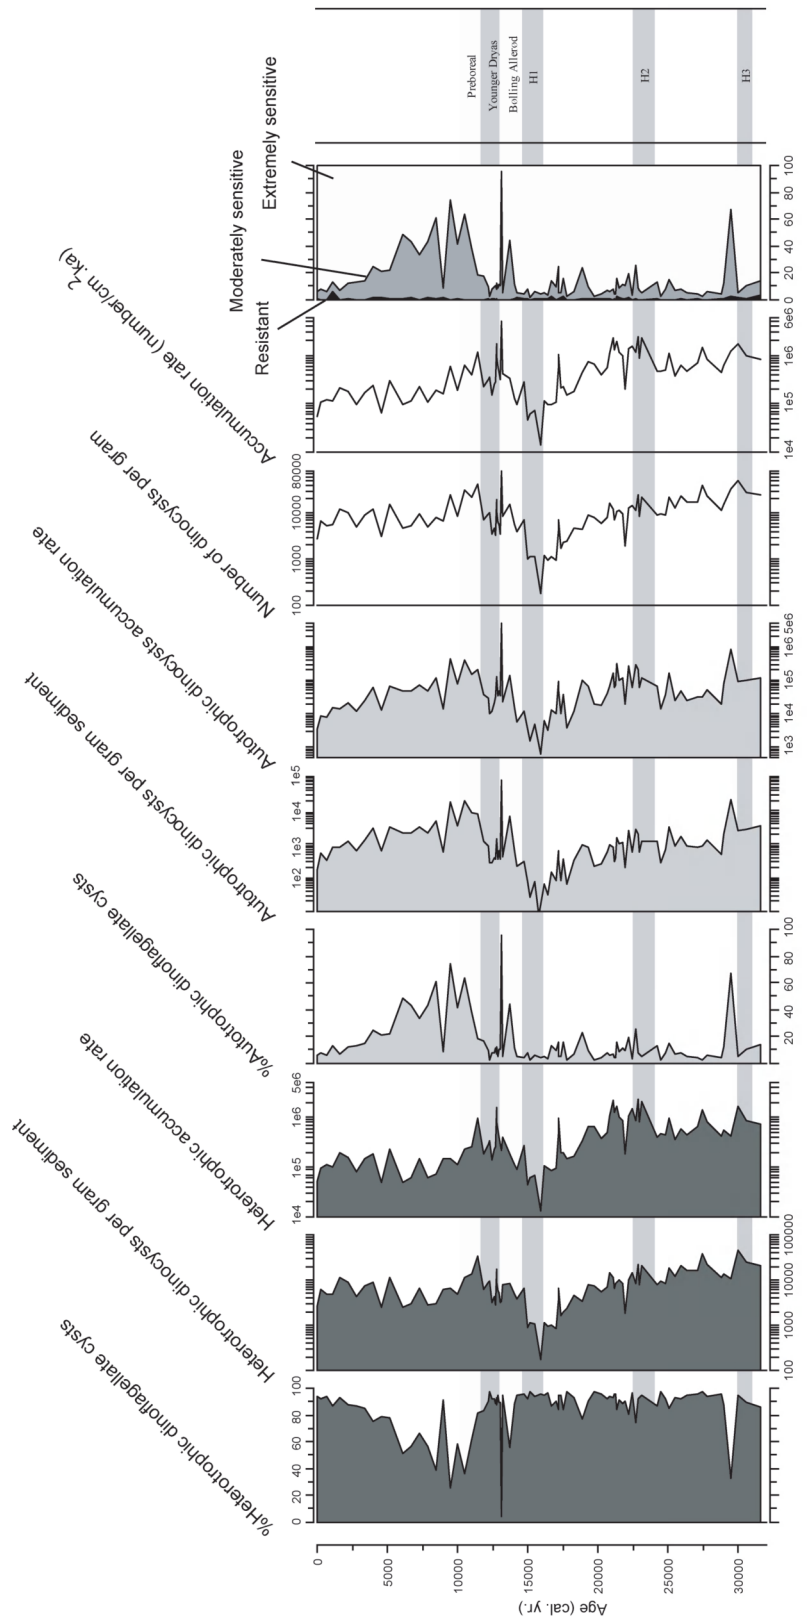 Preboreal
Younger Dryas
Bolling Allerod
H1
H2
H3
Extremely sensitive
Moderately sensitive
Resistant
0 20 40 60 80 100
Accumulation rate (number/cm².ka)
1e4 1e5 1e6 6e6
Number of dinocysts per gram
100 1000 10000 80000
Autotrophic dinocysts accumulation rate
1e3 1e4 1e5 1e6 5e6
Autotrophic dinocysts per gram sediment
1e2 1e3 1e4 1e5
%Autotrophic dinoflagellate cysts
20 40 60 80 100
Heterotrophic accumulation rate
1e4 1e5 1e6 5e6
Heterotrophic dinocysts per gram sediment
100 1000 10000 100000
%Heterotrophic dinoflagellate cysts
0 20 40 60 80 100
0 5000 10000 15000 20000 25000 30000
Age (cal. yr.)